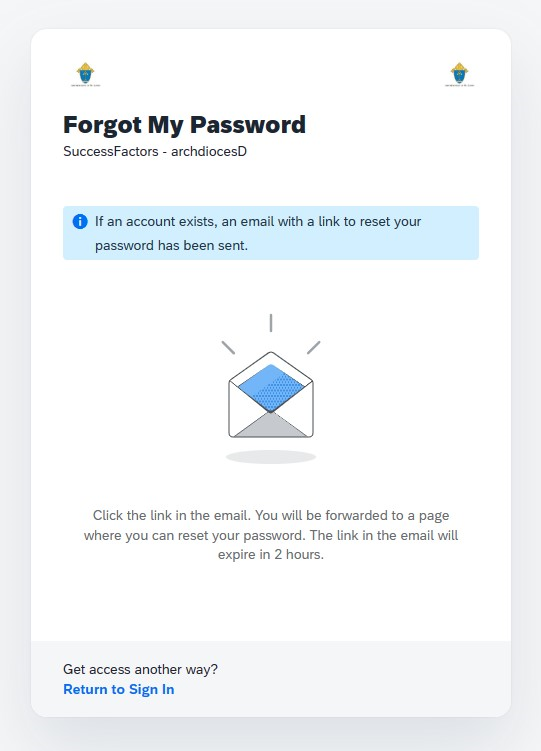 Forgot My Password
SuccessFactors - archdiocesD
If an account exists, an email with a link to reset your
password has been sent.
Click the link in the email. You will be forwarded to a page
where you can reset your password. The link in the email will
expire in 2 hours.
Get access another way?
Return to Sign In